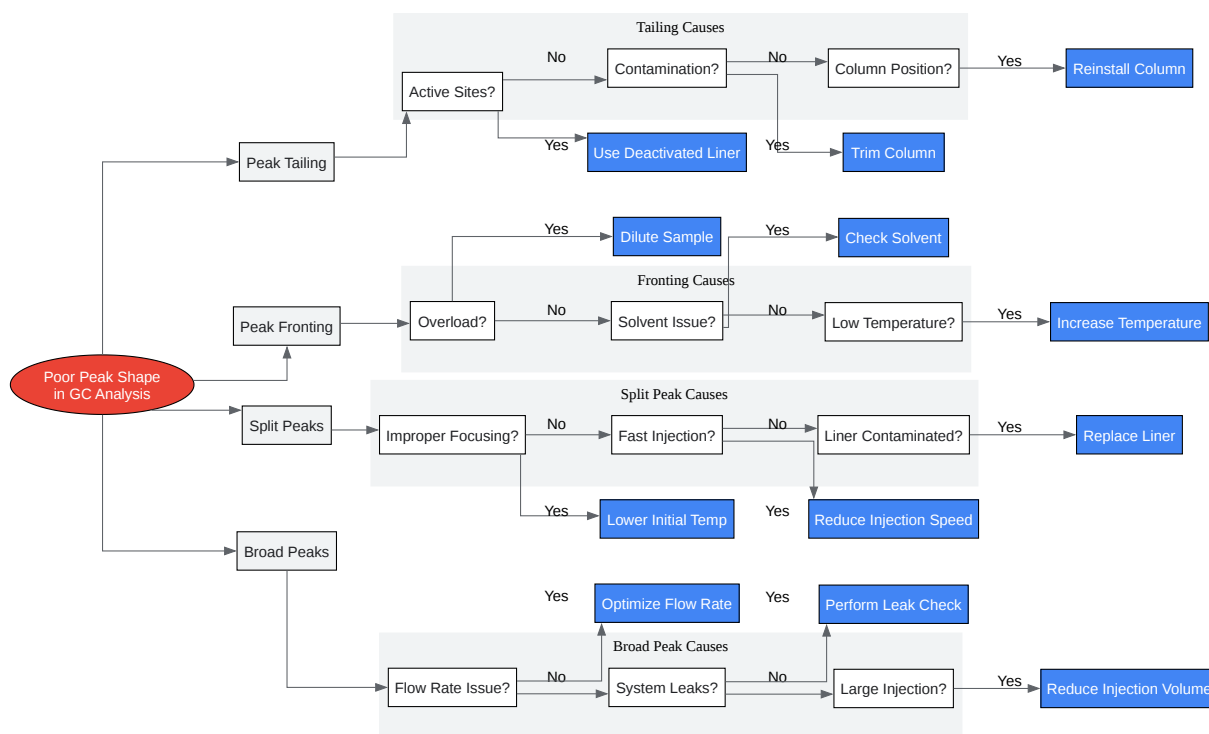 Tailing Causes
No
No
Contamination?
Column Position?
Yes
Reinstall Column
Active Sites?
Yes
Use Deactivated Liner
Yes
Trim Column
Peak Tailing
Yes
Dilute Sample
Yes
Check Solvent
Fronting Causes
No
No
Overload?
Solvent Issue?
Low Temperature?
Yes
Increase Temperature
Peak Fronting
Poor Peak Shape
in GC Analysis
Split Peak Causes
Split Peaks
No
No
Improper Focusing?
Fast Injection?
Liner Contaminated?
Yes
Replace Liner
Yes
Lower Initial Temp
Yes
Reduce Injection Speed
Broad Peaks
Yes
Optimize Flow Rate
Yes
Perform Leak Check
Broad Peak Causes
No
No
Flow Rate Issue?
System Leaks?
Large Injection?
Yes
Reduce Injection Volume